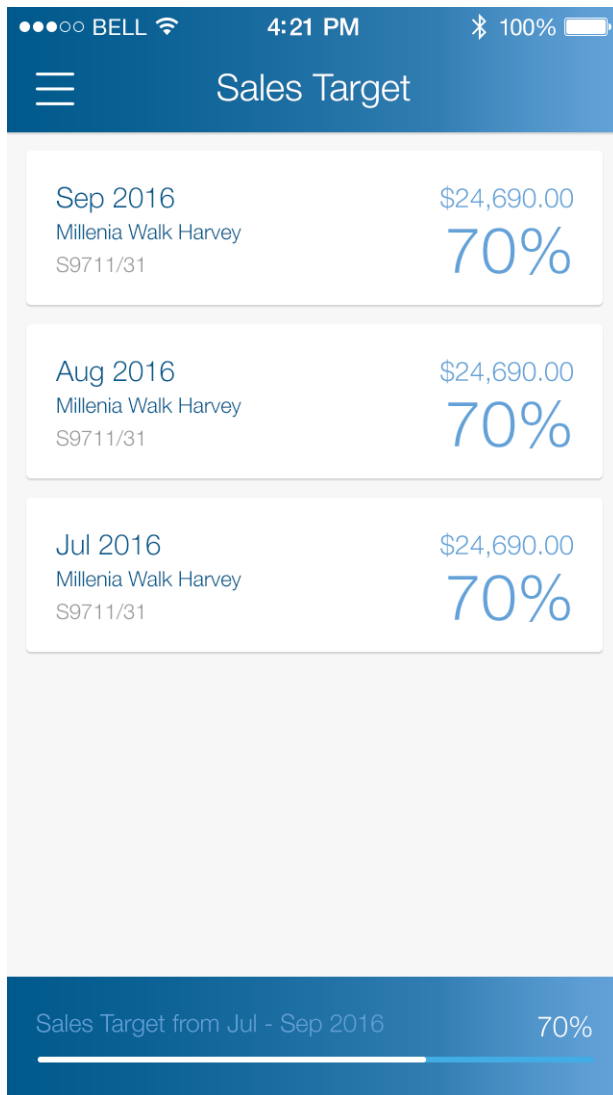 BELL 4:21 PM 100%
Sales Target
Sep 2016 $24,690.00
Millenia Walk Harvey 70%
S9711/31
Aug 2016 $24,690.00
Millenia Walk Harvey 70%
S9711/31
Jul 2016 $24,690.00
Millenia Walk Harvey 70%
S9711/31
Sales Target from Jul - Sep 2016 70%